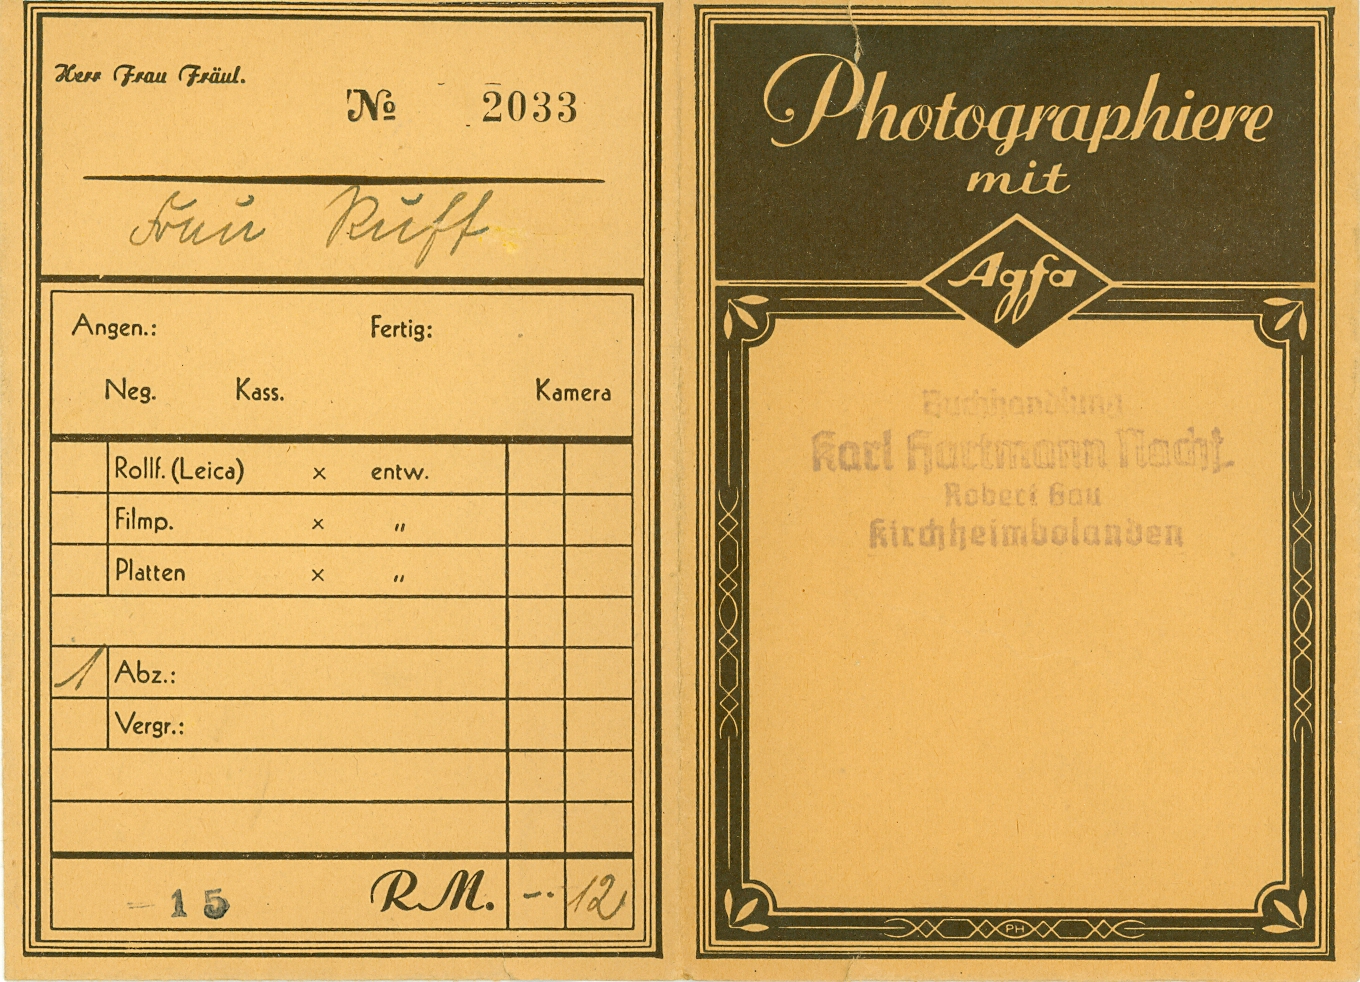 Herr Frau Fräul.
No 2033
Frau Ruff
Angen.: Fertig:
Neg. Kass. Kamera
Rollf. (Leica) x entw.
Filmp. x „
Platten x „
1 Abz.:
Vergr.:
15 RM. -. 12
Photographiere
mit
Agfa
Buchhandlung
Karl Hartmann Nachf.
Robert Gau
Kirchheimbolanden
PH